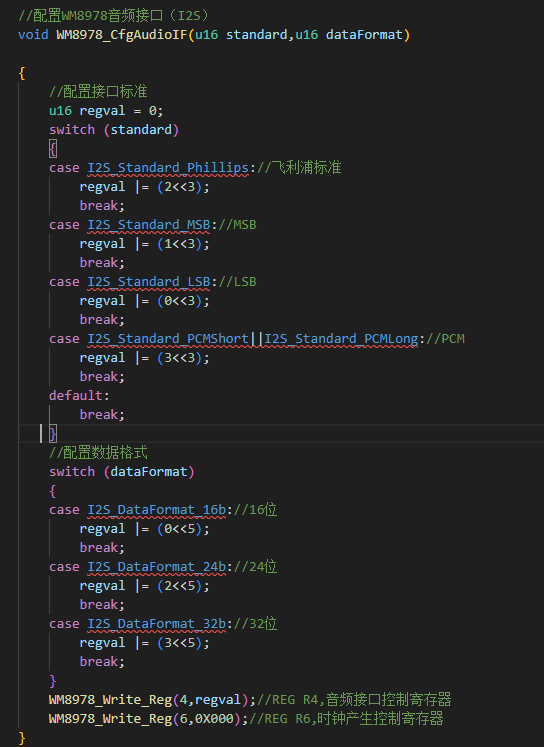 //配置WM8978音频接口（I2S）
void WM8978_CfgAudioIF(u16 standard,u16 dataFormat)
{
//配置接口标准
u16 regval = 0;
switch (standard)
{
case I2S_Standard_Phillips://飞利浦标准
regval |= (2<<3);
break;
case I2S_Standard_MSB://MSB
regval |= (1<<3);
break;
case I2S_Standard_LSB://LSB
regval |= (0<<3);
break;
case I2S_Standard_PCMShort||I2S_Standard_PCMLong://PCM
regval |= (3<<3);
break;
default:
break;
}
//配置数据格式
switch (dataFormat)
{
case I2S_DataFormat_16b://16位
regval |= (0<<5);
break;
case I2S_DataFormat_24b://24位
regval |= (2<<5);
break;
case I2S_DataFormat_32b://32位
regval |= (3<<5);
break;
}
WM8978_Write_Reg(4,regval);//REG R4,音频接口控制寄存器
WM8978_Write_Reg(6,0X000);//REG R6,时钟产生控制寄存器
}